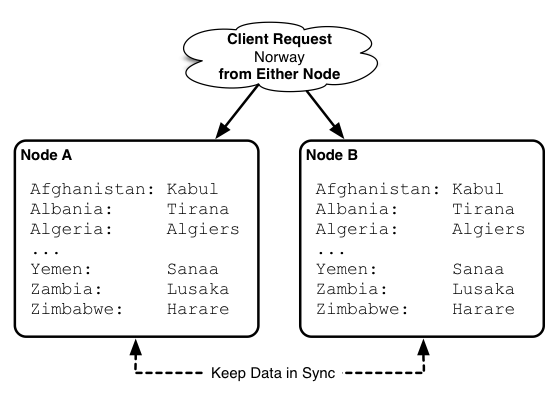 Client Request
Norway
from Either Node
Node A
Afghanistan: Kabul
Albania: Tirana
Algeria: Algiers
...
Yemen: Sanaa
Zambia: Lusaka
Zimbabwe: Harare
Node B
Afghanistan: Kabul
Albania: Tirana
Algeria: Algiers
...
Yemen: Sanaa
Zambia: Lusaka
Zimbabwe: Harare
Keep Data in Sync